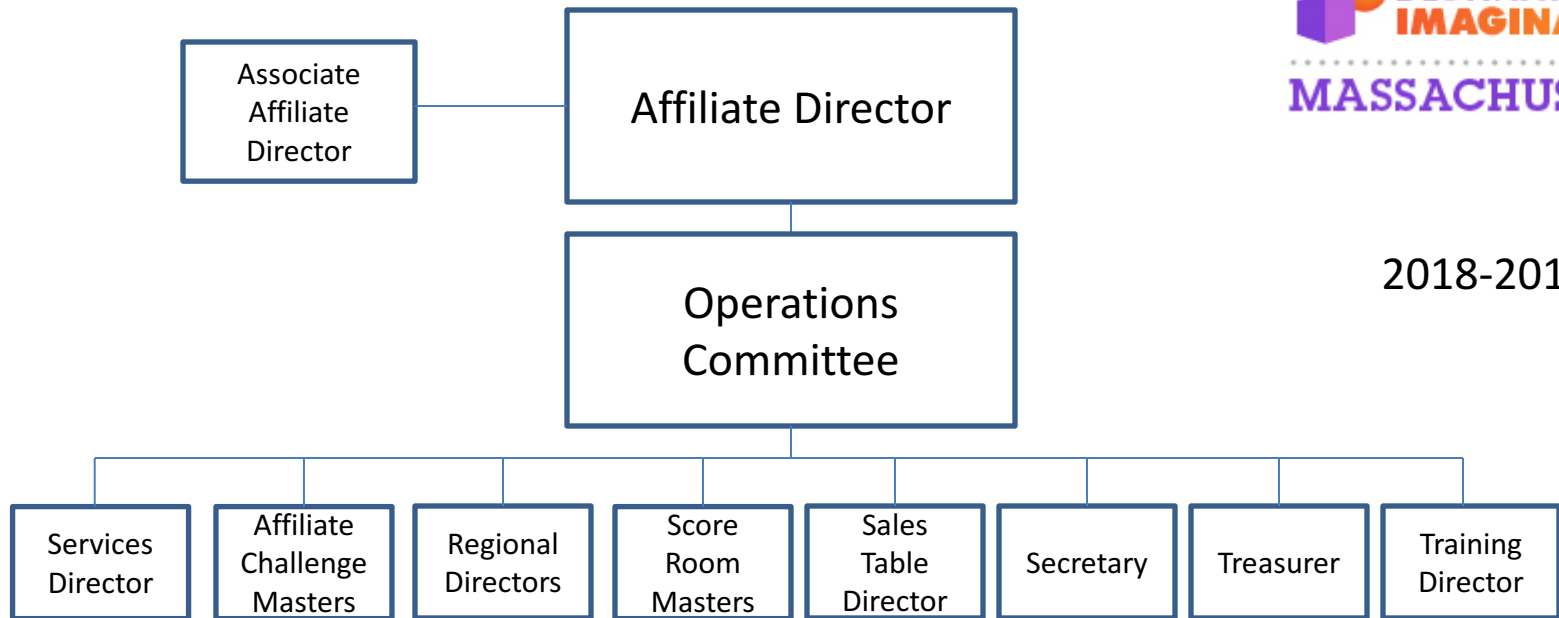 IMAGINA
MASSACHUS
Associate
Affiliate
Director
Affiliate Director
2018-201
Operations
Committee
Services
Director
Affiliate
Challenge
Masters
Regional
Directors
Score
Room
Masters
Sales
Table
Director
Secretary
Treasurer
Training
Director